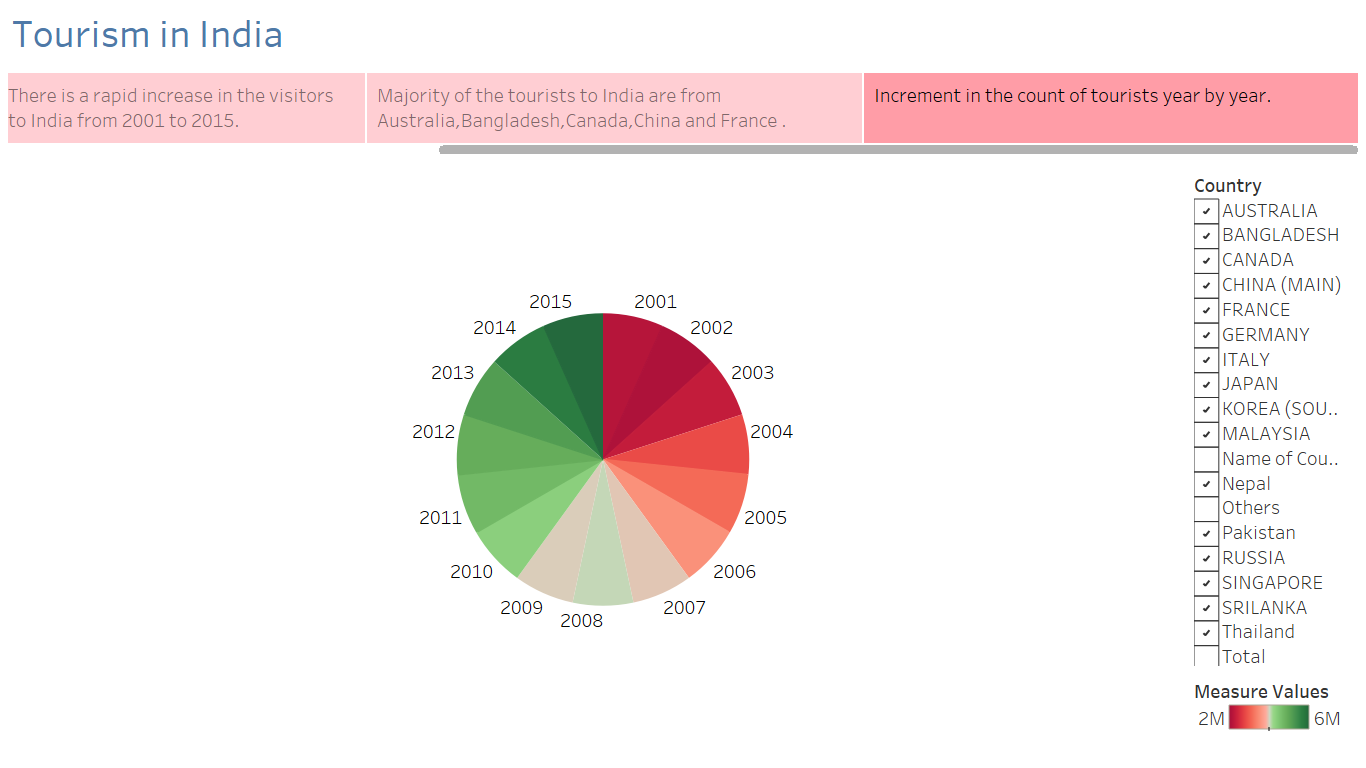 Tourism in India
There is a rapid increase in the visitors
to India from 2001 to 2015.
Majority of the tourists to India are from
Australia,Bangladesh,Canada,China and France .
Increment in the count of tourists year by year.
2015
2001
2014
2002
2013
2003
2012
2004
2011
2005
2010
2006
2009
2007
2008
Country
AUSTRALIA
BANGLADESH
CANADA
CHINA (MAIN)
FRANCE
GERMANY
ITALY
JAPAN
KOREA (SOU..
MALAYSIA
Name of Cou..
Nepal
Others
Pakistan
RUSSIA
SINGAPORE
SRILANKA
Thailand
Total
Measure Values
2M 6M